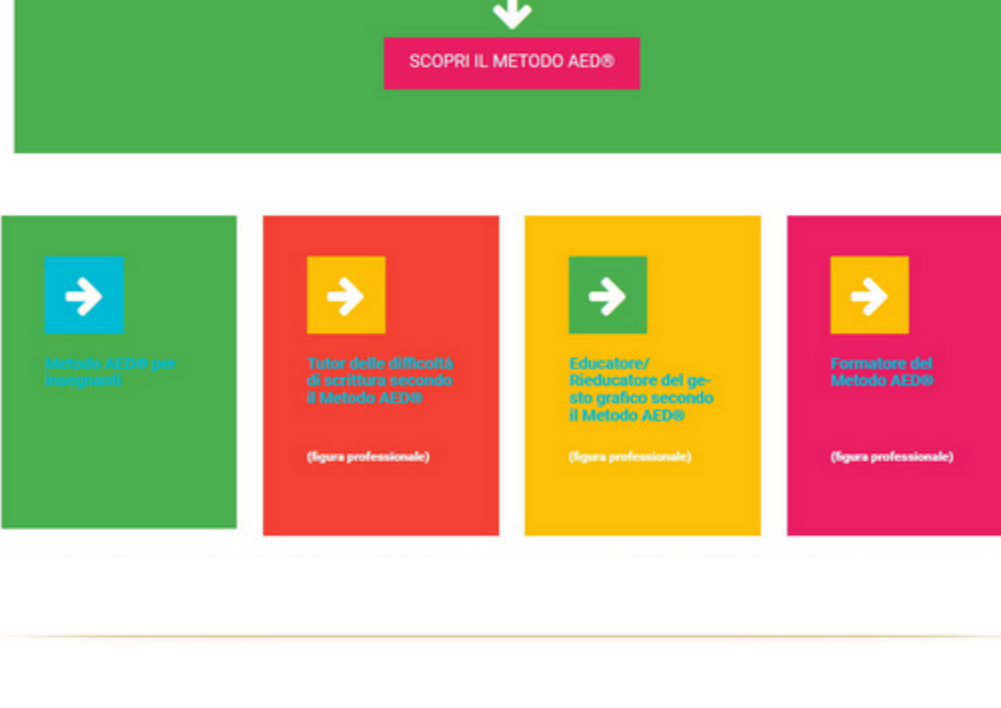 SCOPRI IL METODO AED®
Metodo AED® per
insegnanti
Tutor delle difficoltà
di scrittura secondo
il Metodo AED®
(figura professionale)
Educatore/
Rieducatore del ge-
sto grafico secondo
il Metodo AED®
(figura professionale)
Formatore del
Metodo AED®
(figura professionale)